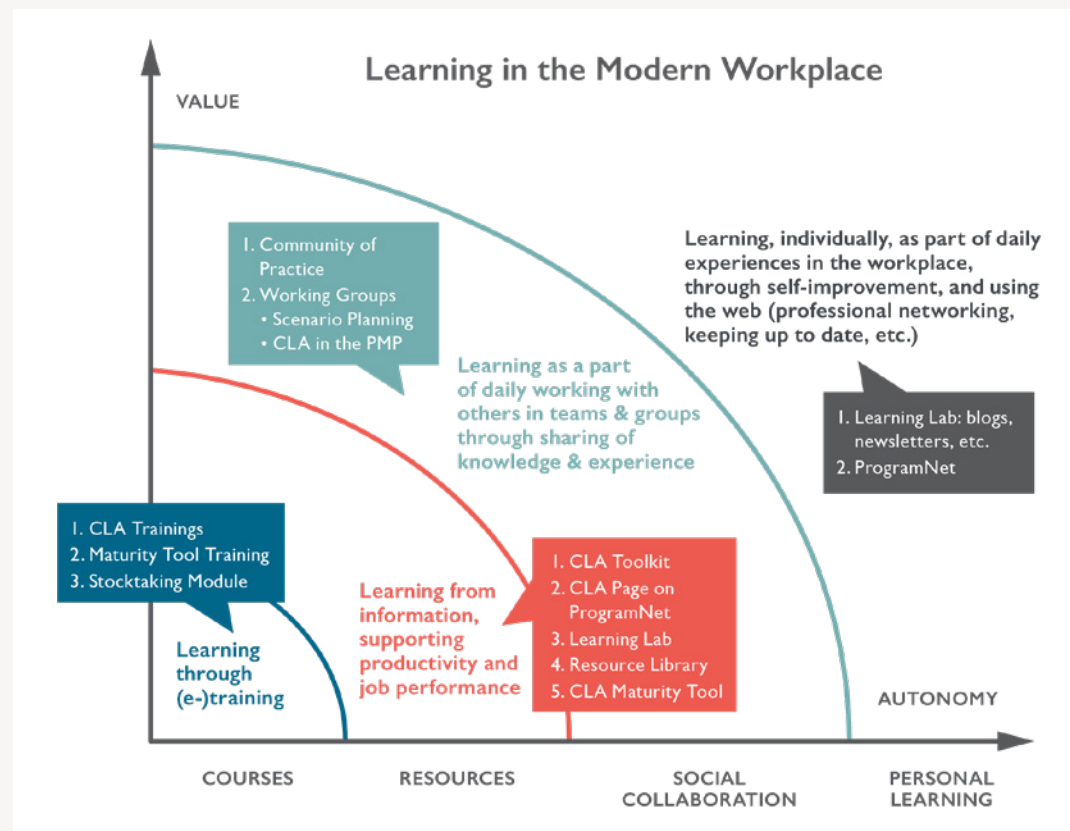 Learning in the Modern Workplace
VALUE
1. Community of
Practice
2. Working Groups
• Scenario Planning
• CLA in the PMP
Learning as a part
of daily working with
others in teams & groups
through sharing of
knowledge & experience
Learning, individually, as part of daily
experiences in the workplace,
through self-improvement, and using
the web (professional networking,
keeping up to date, etc.)
1. Learning Lab: blogs,
newsletters, etc.
2. ProgramNet
1. CLA Trainings
2. Maturity Tool Training
3. Stocktaking Module
Learning
through
(e-)training
Learning from
information,
supporting
productivity and
job performance
1. CLA Toolkit
2. CLA Page on
ProgramNet
3. Learning Lab
4. Resource Library
5. CLA Maturity Tool
AUTONOMY
COURSES
RESOURCES
SOCIAL
COLLABORATION
PERSONAL
LEARNING